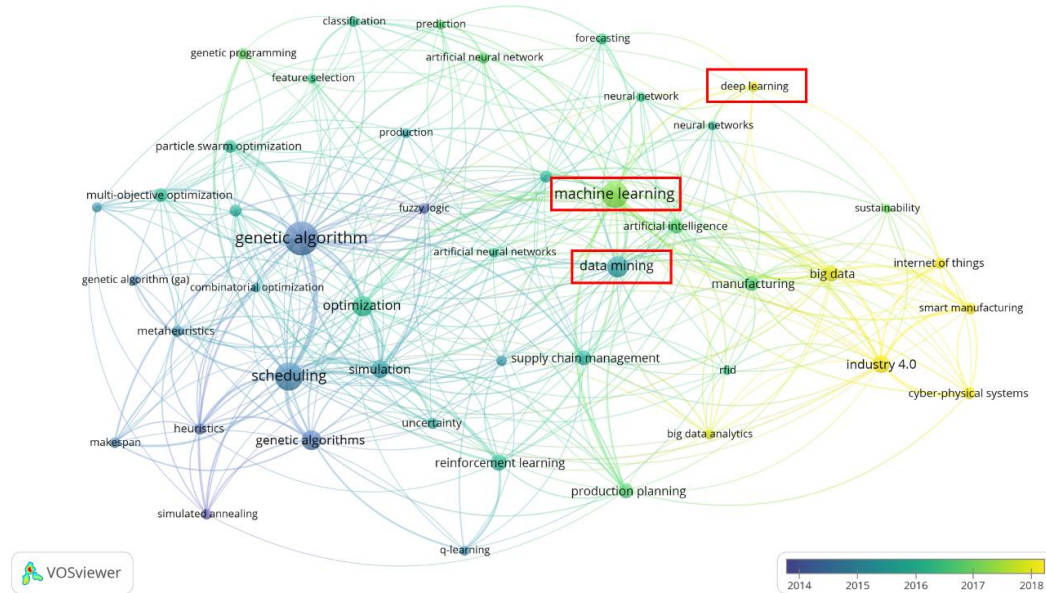 classification
prediction
forecasting
genetic programming
artificial neural network
feature selection
deep learning
neural network
neural networks
production
particle swarm optimization
machine learning
multi-objective optimization
fuzzy logic
sustainability
artificial intelligence
genetic algorithm
artificial neural networks
data mining
big data
internet of things
genetic algorithm (ga)
combinatorial optimization
manufacturing
optimization
smart manufacturing
metaheuristics
supply chain management
industry 4.0
scheduling
simulation
rfid
cyber-physical systems
uncertainty
heuristics
makespan
genetic algorithms
big data analytics
reinforcement learning
production planning
simulated annealing
q-learning
VOSviewer
2014 2015 2016 2017 2018